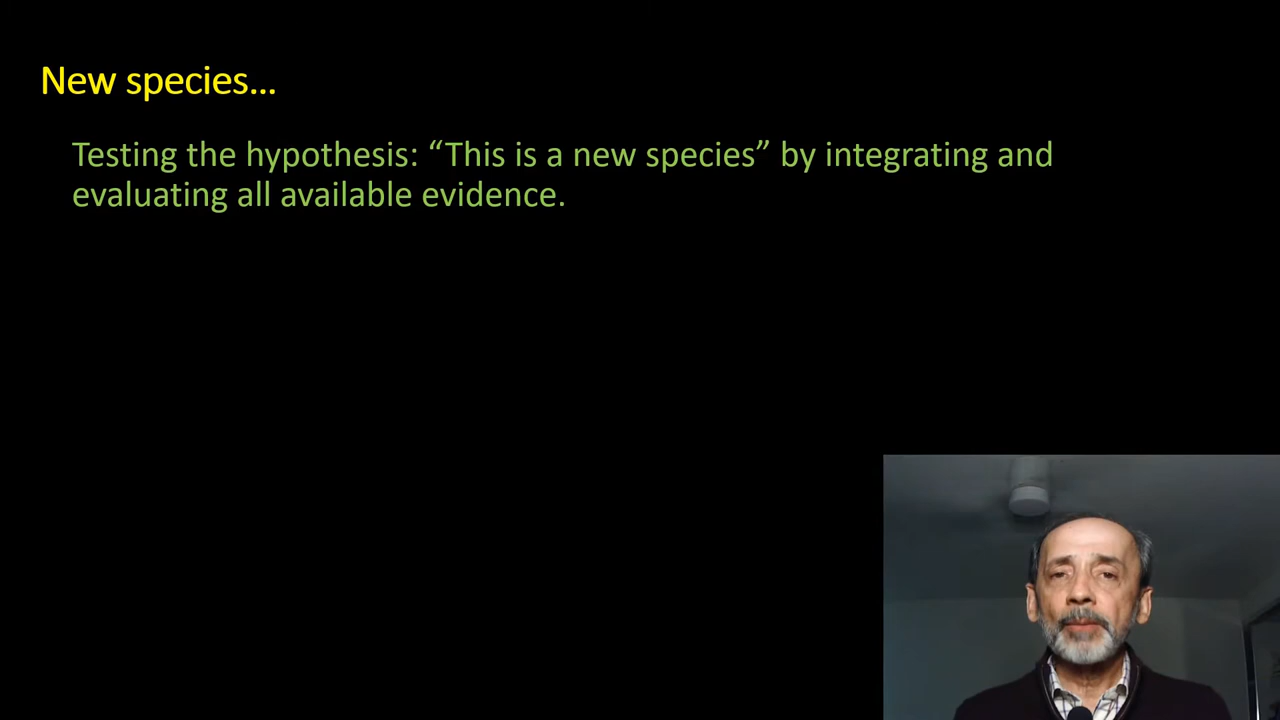 New species…
Testing the hypothesis: “This is a new species” by integrating and
evaluating all available evidence.